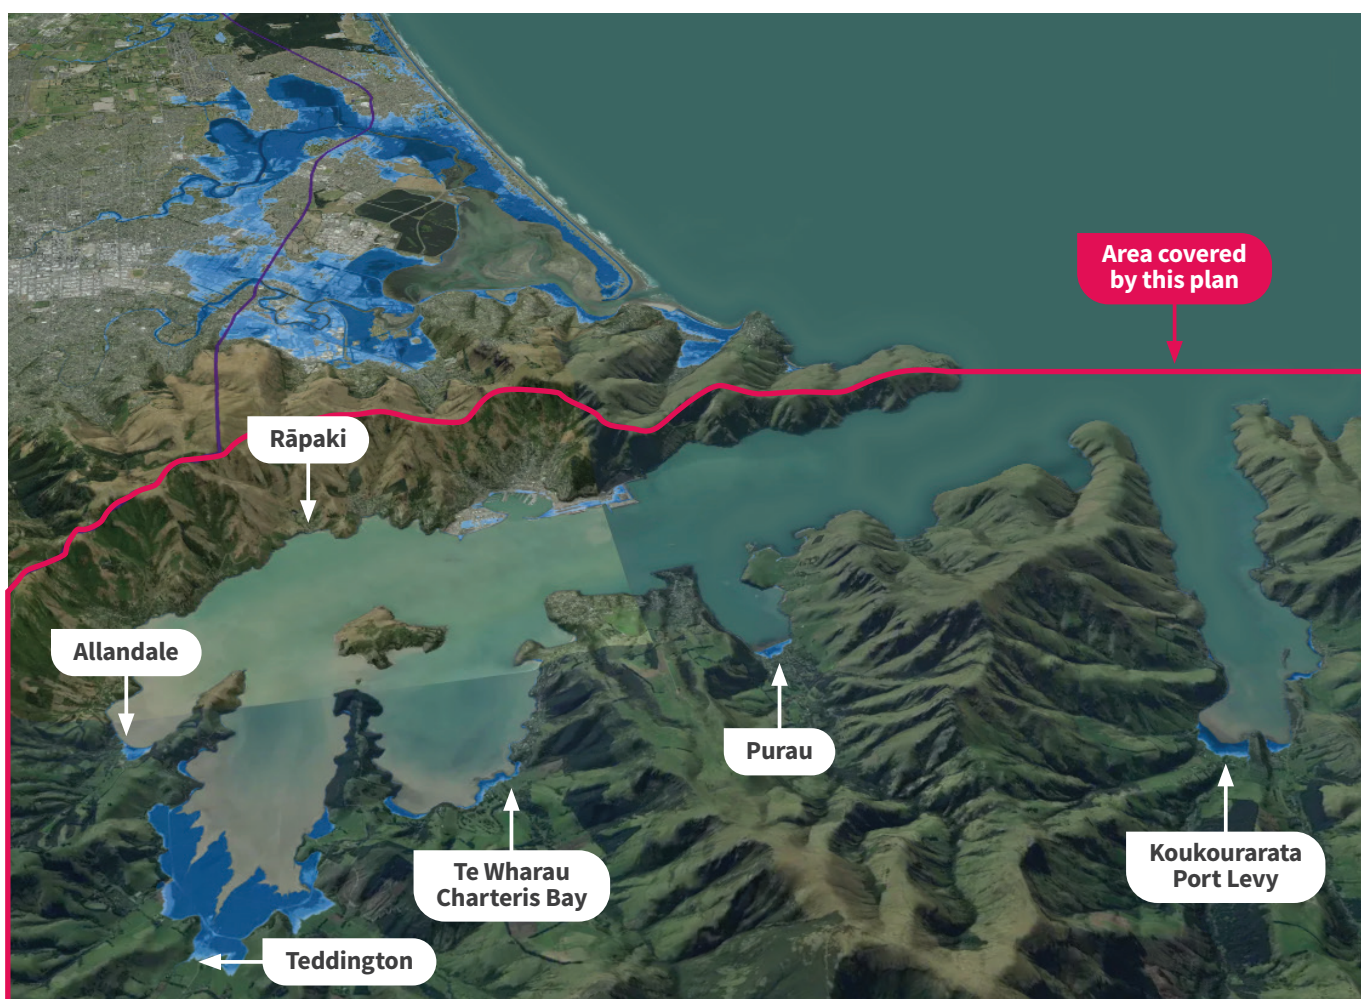 Area covered
by this plan
Rāpaki
Allandale
Purau
Te Wharau
Charteris Bay
Koukourarata
Port Levy
Teddington